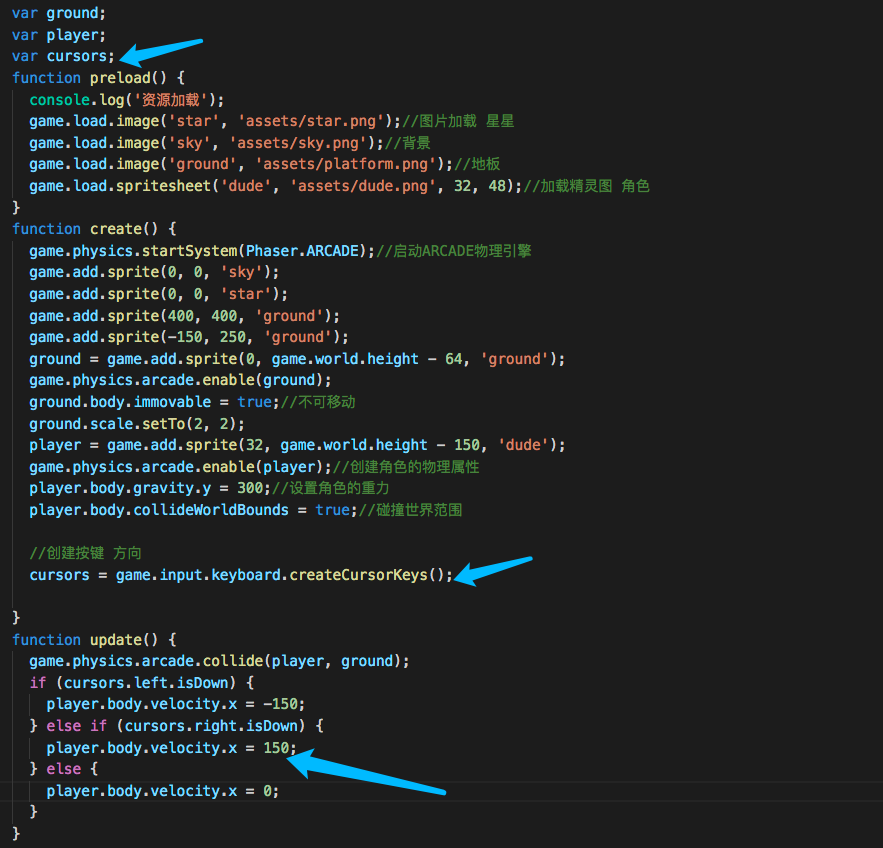 var ground;
var player;
var cursors;
function preload() {
console.log('资源加载');
game.load.image('star', 'assets/star.png');//图片加载 星星
game.load.image('sky', 'assets/sky.png');//背景
game.load.image('ground', 'assets/platform.png');//地板
game.load.spritesheet('dude', 'assets/dude.png', 32, 48);//加载精灵图 角色
}
function create() {
game.physics.startSystem(Phaser.ARCADE);//启动ARCADE物理引擎
game.add.sprite(0, 0, 'sky');
game.add.sprite(0, 0, 'star');
game.add.sprite(400, 400, 'ground');
game.add.sprite(-150, 250, 'ground');
ground = game.add.sprite(0, game.world.height - 64, 'ground');
game.physics.arcade.enable(ground);
ground.body.immovable = true;//不可移动
ground.scale.setTo(2, 2);
player = game.add.sprite(32, game.world.height - 150, 'dude');
game.physics.arcade.enable(player);//创建角色的物理属性
player.body.gravity.y = 300;//设置角色的重力
player.body.collideWorldBounds = true;//碰撞世界范围
//创建按键 方向
cursors = game.input.keyboard.createCursorKeys();
}
function update() {
game.physics.arcade.collide(player, ground);
if (cursors.left.isDown) {
player.body.velocity.x = -150;
} else if (cursors.right.isDown) {
player.body.velocity.x = 150;
} else {
player.body.velocity.x = 0;
}
}